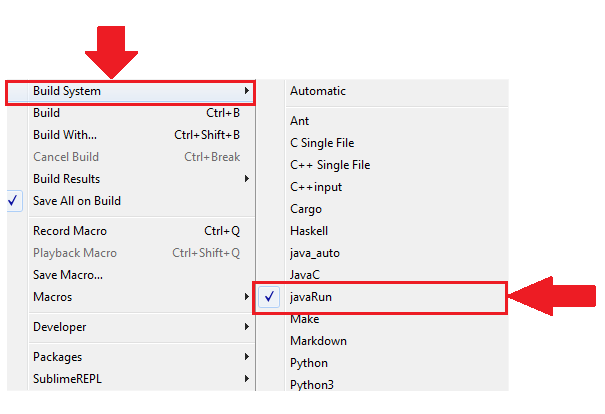 Build System
Build Ctrl+B
Build With... Ctrl+Shift+B
Cancel Build Ctrl+Break
Build Results
Save All on Build
Record Macro Ctrl+Q
Playback Macro Ctrl+Shift+Q
Save Macro...
Macros
Developer
Packages
SublimeREPL
Automatic
Ant
C Single File
C++ Single File
C++input
Cargo
Haskell
java_auto
JavaC
javaRun
Make
Markdown
Python
Python3